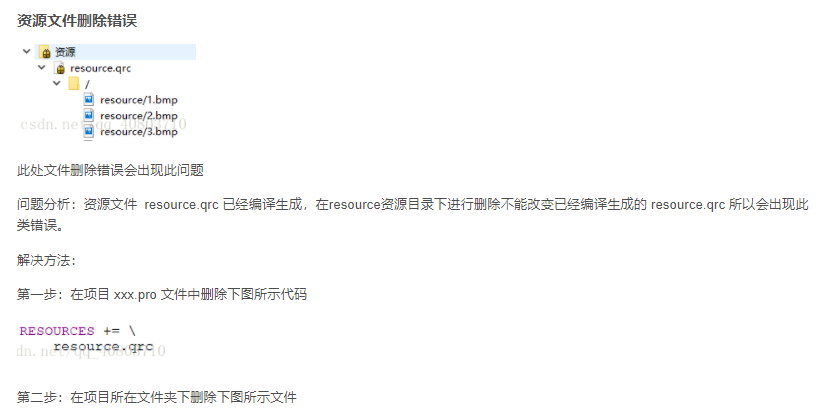 资源文件删除错误
资源
resource.qrc
/
resource/1.bmp
resource/2.bmp
csdn.net/qq_40803710
resource/3.bmp
此处文件删除错误会出现此问题
问题分析：资源文件 resource.qrc 已经编译生成，在resource资源目录下进行删除不能改变已经编译生成的 resource.qrc 所以会出现此
类错误。
解决方法：
第一步：在项目 xxx.pro 文件中删除下图所示代码
RESOURCES += \
resource.qrc
dn.net/qq_40803710
第二步：在项目所在文件夹下删除下图所示文件